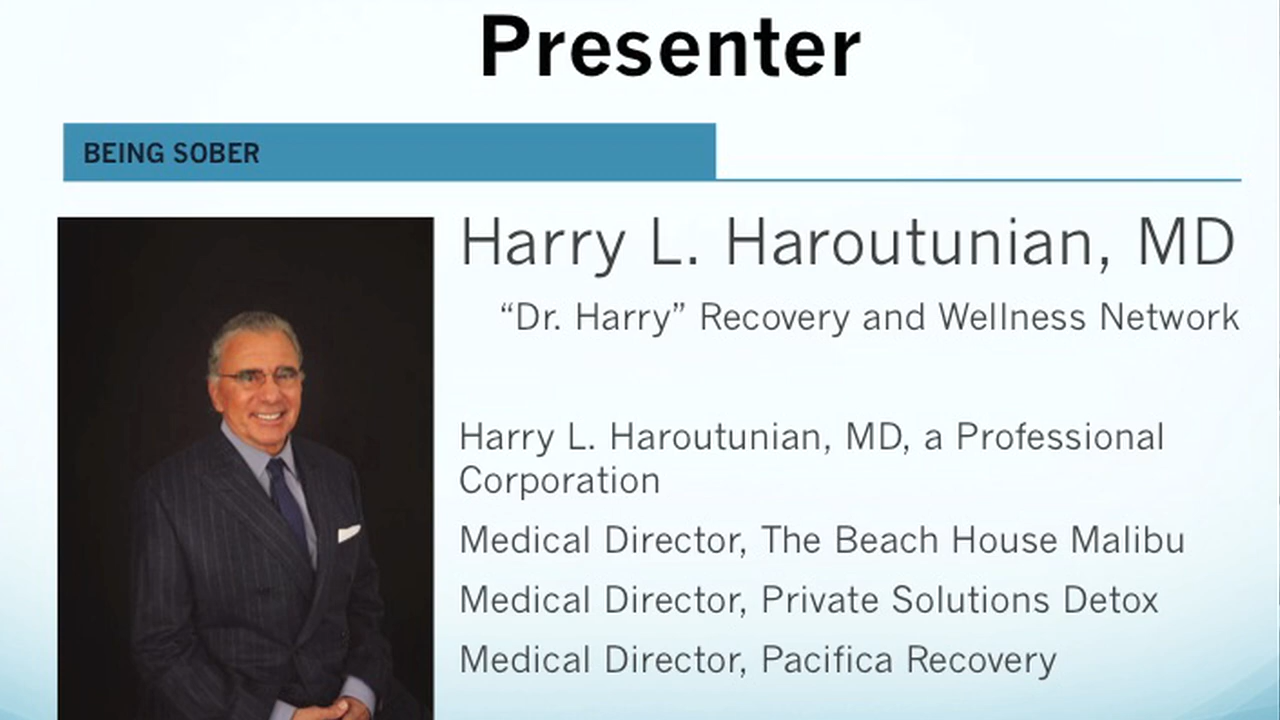 Presenter
BEING SOBER
Harry L. Haroutunian, MD
“Dr. Harry” Recovery and Wellness Network
Harry L. Haroutunian, MD, a Professional
Corporation
Medical Director, The Beach House Malibu
Medical Director, Private Solutions Detox
Medical Director, Pacifica Recovery